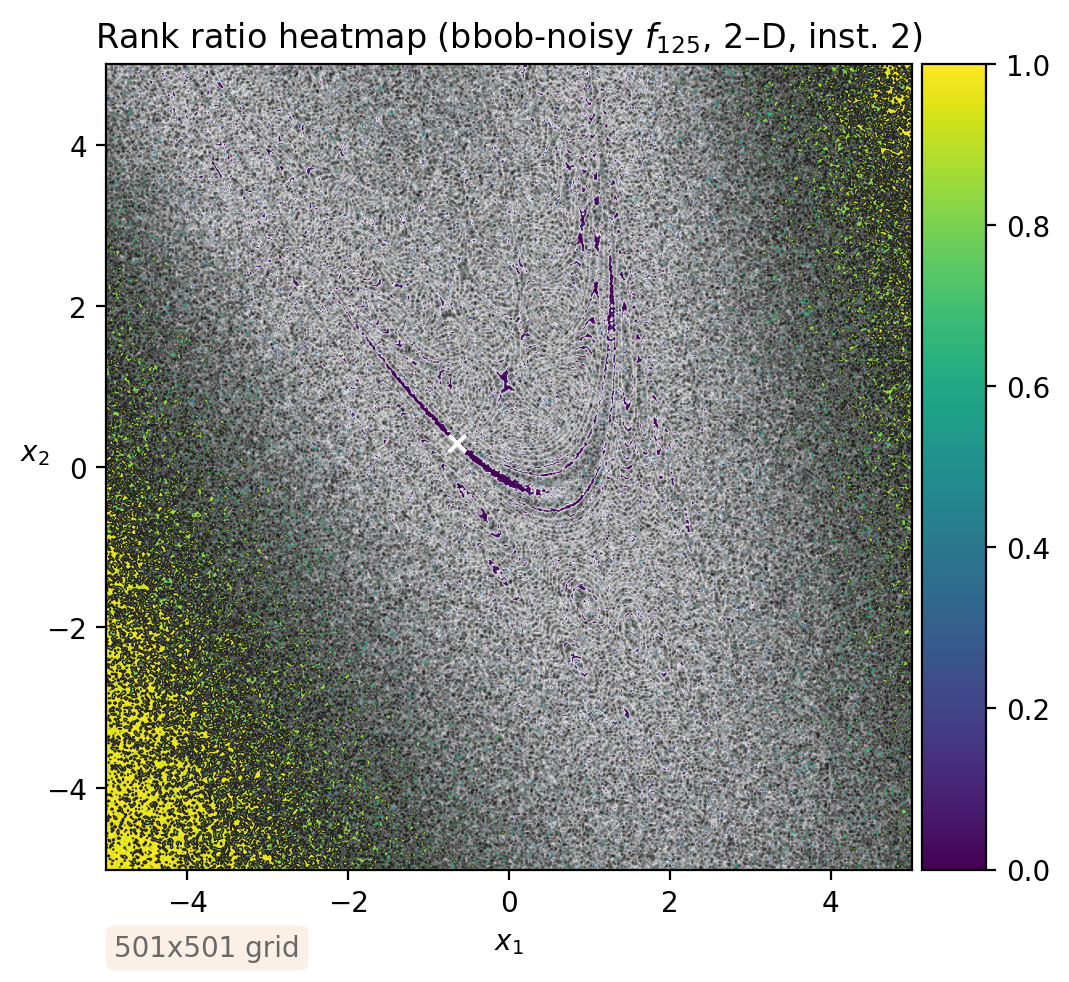 Rank ratio heatmap (bbob-noisy f₁₂₅, 2–D, inst. 2)
1.0
0.8
0.6
0.4
0.2
0.0
4
2
0
−2
−4
x₂
−4 −2 0 2 4
x₁
501x501 grid